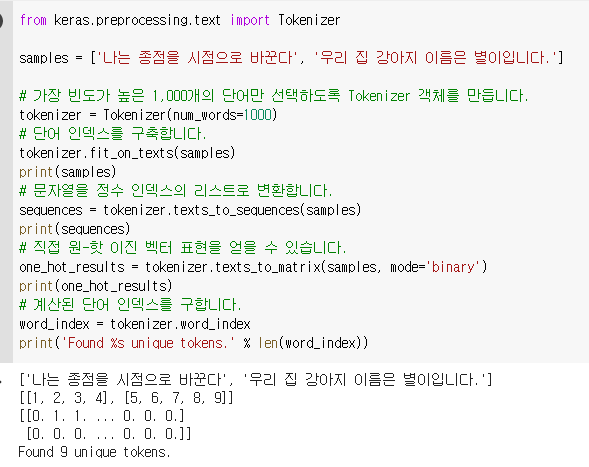 from keras.preprocessing.text import Tokenizer
samples = ['나는 종점을 시점으로 바꾼다', '우리 집 강아지 이름은 별이입니다.']
# 가장 빈도가 높은 1,000개의 단어만 선택하도록 Tokenizer 객체를 만듭니다.
tokenizer = Tokenizer(num_words=1000)
# 단어 인덱스를 구축합니다.
tokenizer.fit_on_texts(samples)
print(samples)
# 문자열을 정수 인덱스의 리스트로 변환합니다.
sequences = tokenizer.texts_to_sequences(samples)
print(sequences)
# 직접 원-핫 이진 벡터 표현을 얻을 수 있습니다.
one_hot_results = tokenizer.texts_to_matrix(samples, mode='binary')
print(one_hot_results)
# 계산된 단어 인덱스를 구합니다.
word_index = tokenizer.word_index
print('Found %s unique tokens.' % len(word_index))
['나는 종점을 시점으로 바꾼다', '우리 집 강아지 이름은 별이입니다.']
[[1, 2, 3, 4], [5, 6, 7, 8, 9]]
[[0. 1. 1. ... 0. 0. 0.]
[0. 0. 0. ... 0. 0. 0.]]
Found 9 unique tokens.